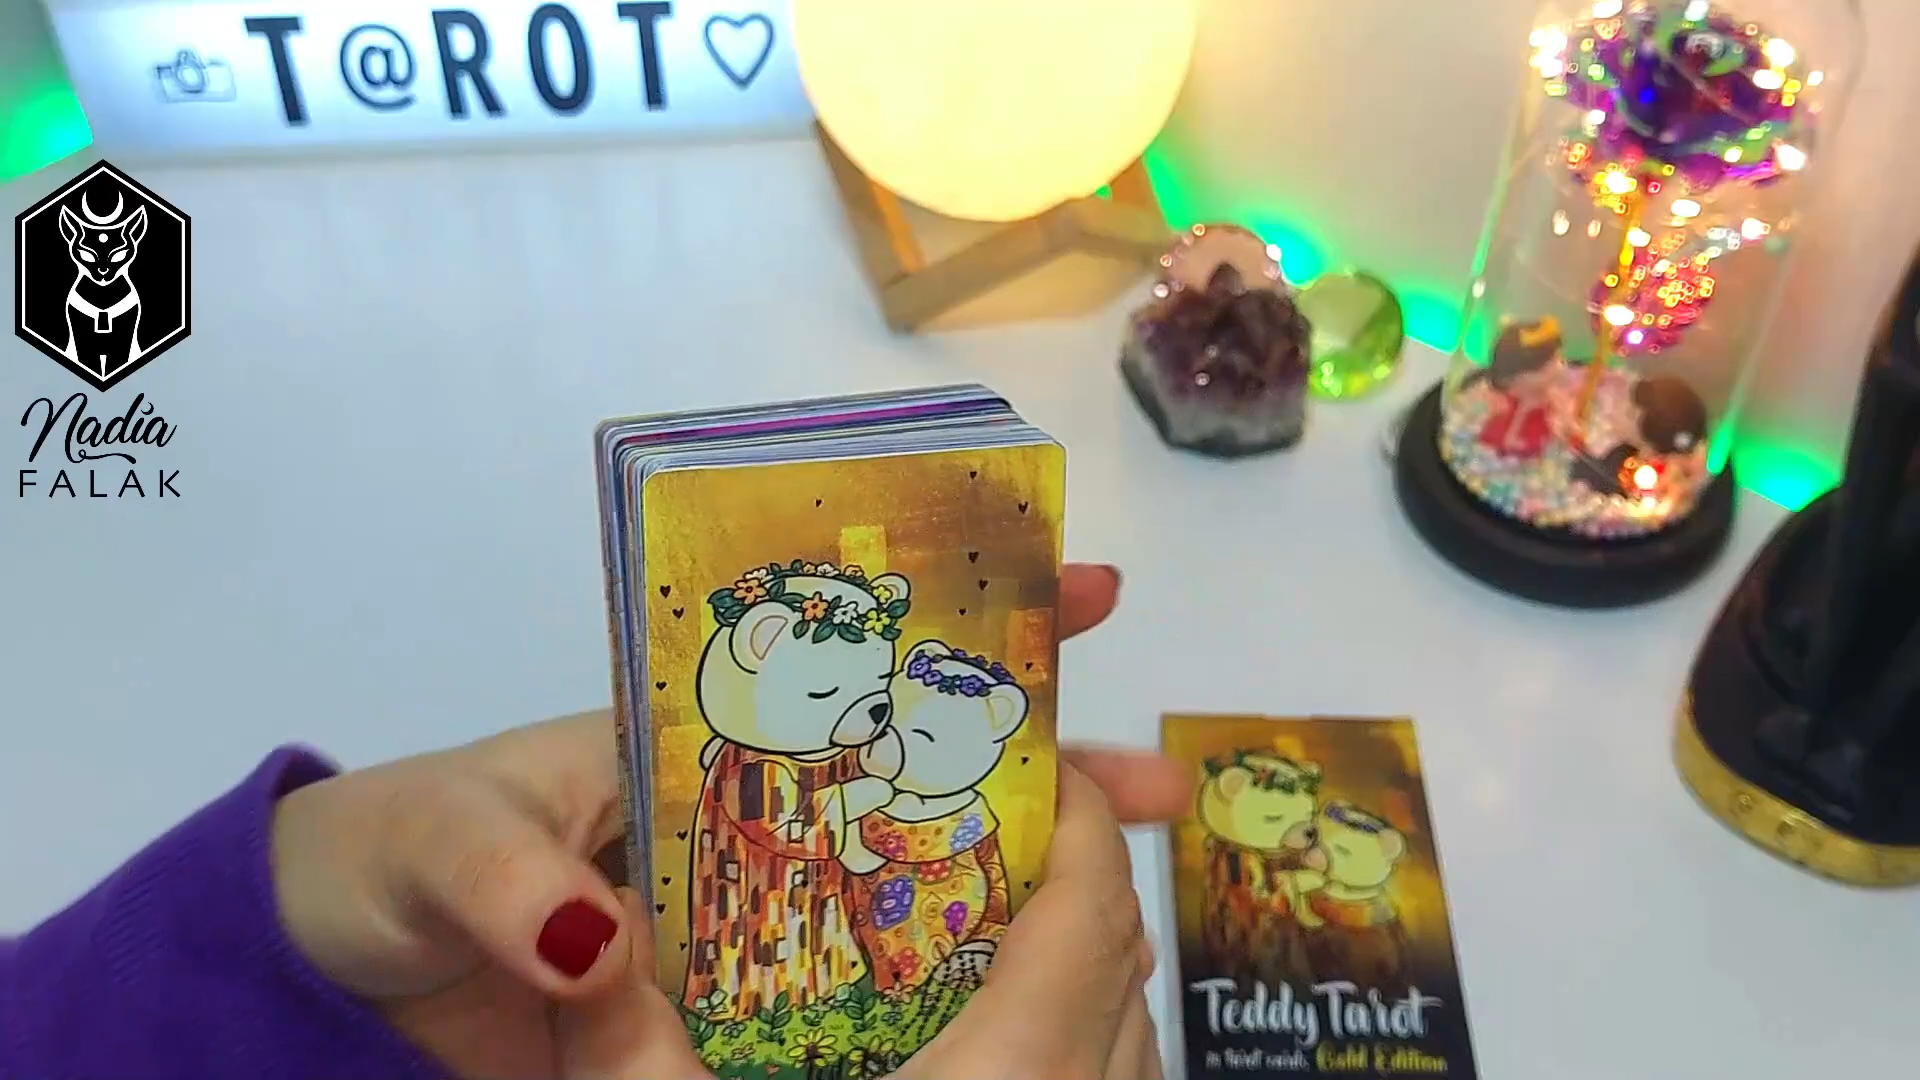 T@ROT♡
Nadia
FALAK
Teddy Tarot
Gold Edition